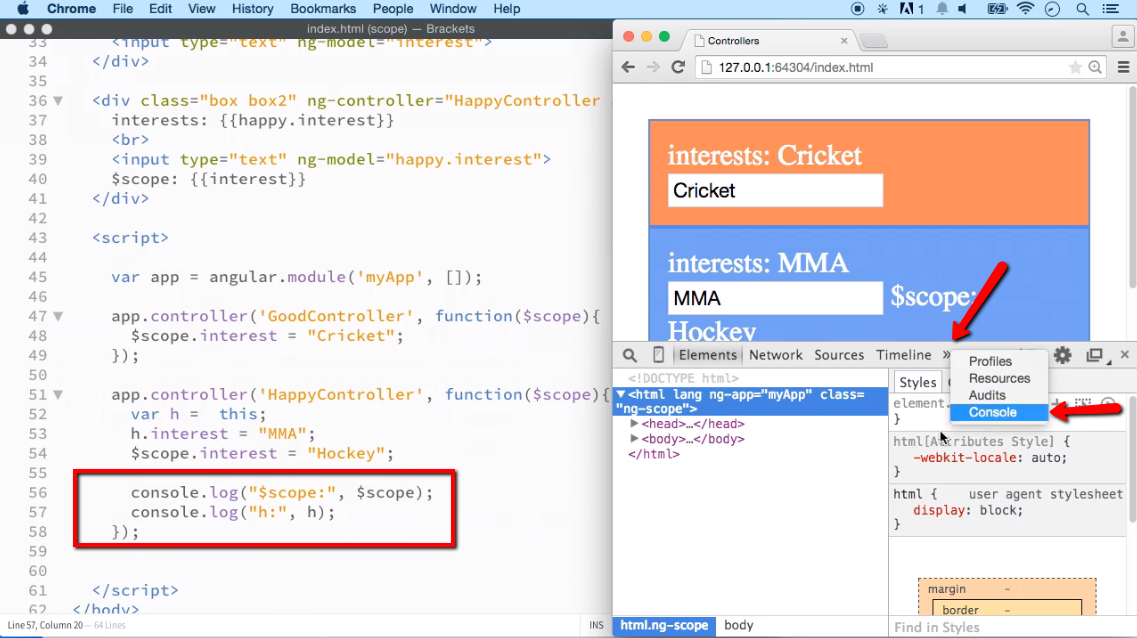 Chrome File Edit View History Bookmarks People Window Help
index.html (scope) — Brackets
33 <input type="text" ng-model="interest">
34 </div>
35
36 <div class="box box2" ng-controller="HappyController
37 interests: {{happy.interest}}
38 <br>
39 <input type="text" ng-model="happy.interest">
40 $scope: {{interest}}
41 </div>
42
43 <script>
44
45 var app = angular.module('myApp', []);
46
47 app.controller('GoodController', function($scope){
48 $scope.interest = "Cricket";
49 });
50
51 app.controller('HappyController', function($scope){
52 var h = this;
53 h.interest = "MMA";
54 $scope.interest = "Hockey";
55
56 console.log("$scope:", $scope);
57 console.log("h:", h);
58 });
59
60
61 </script>
62 </body>
Line 57, Column 20 — 64 Lines
INS
Controllers
127.0.0.1:64304/index.html
interests: Cricket
Cricket
interests: MMA
MMA $scope:
Hockey
Elements Network Sources Timeline »
Profiles
Resources
Audits
Console
<!DOCTYPE html>
<html lang ng-app="myApp" class=
"ng-scope">
<head>…</head>
<body>…</body>
</html>
Styles
element.
}
html[Attributes Style] {
-webkit-locale: auto;
}
html { user agent stylesheet
display: block;
}
margin -
border -
html.ng-scope body
Find in Styles